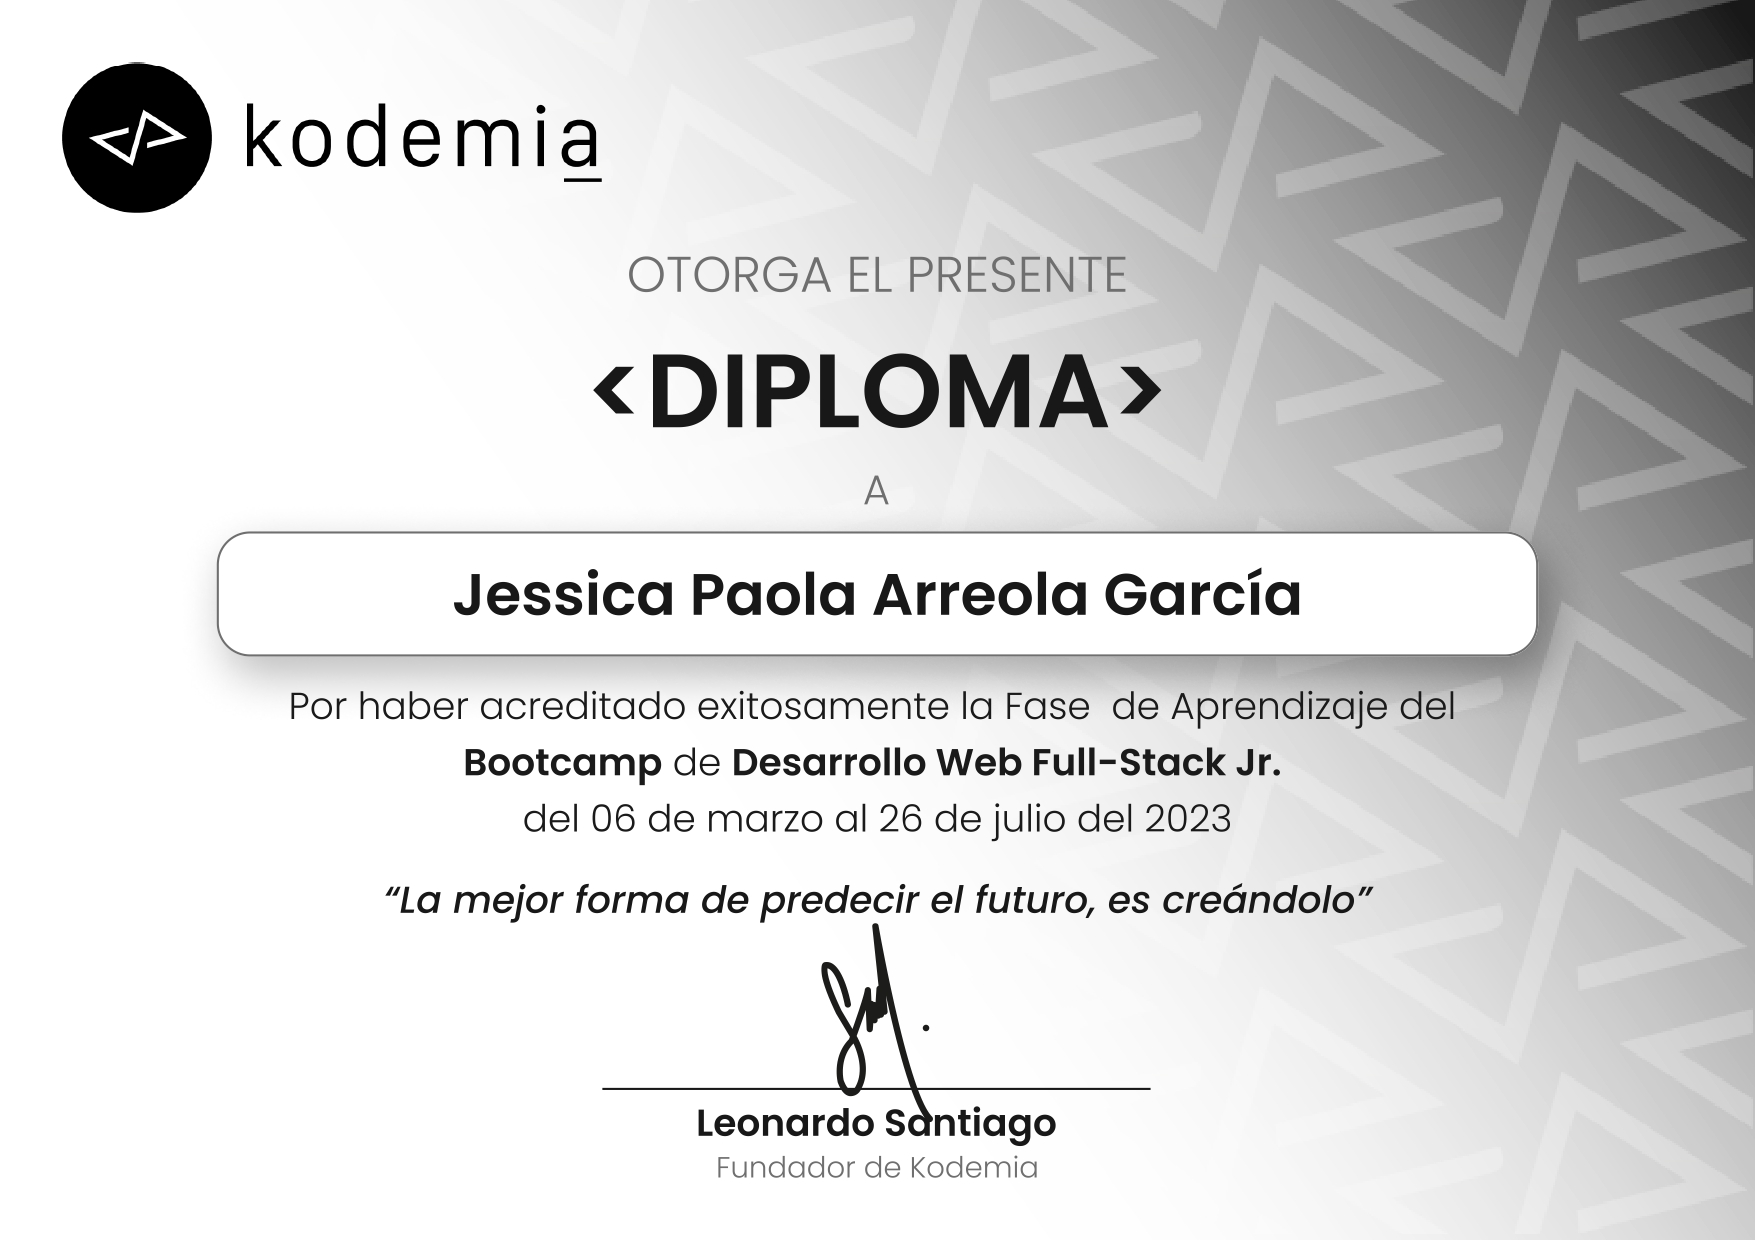 kodemia
OTORGA EL PRESENTE
<DIPLOMA>
A
Jessica Paola Arreola García
Por haber acreditado exitosamente la Fase de Aprendizaje del
Bootcamp de Desarrollo Web Full-Stack Jr.
del 06 de marzo al 26 de julio del 2023
“La mejor forma de predecir el futuro, es creándolo”
Leonardo Santiago
Fundador de Kodemia